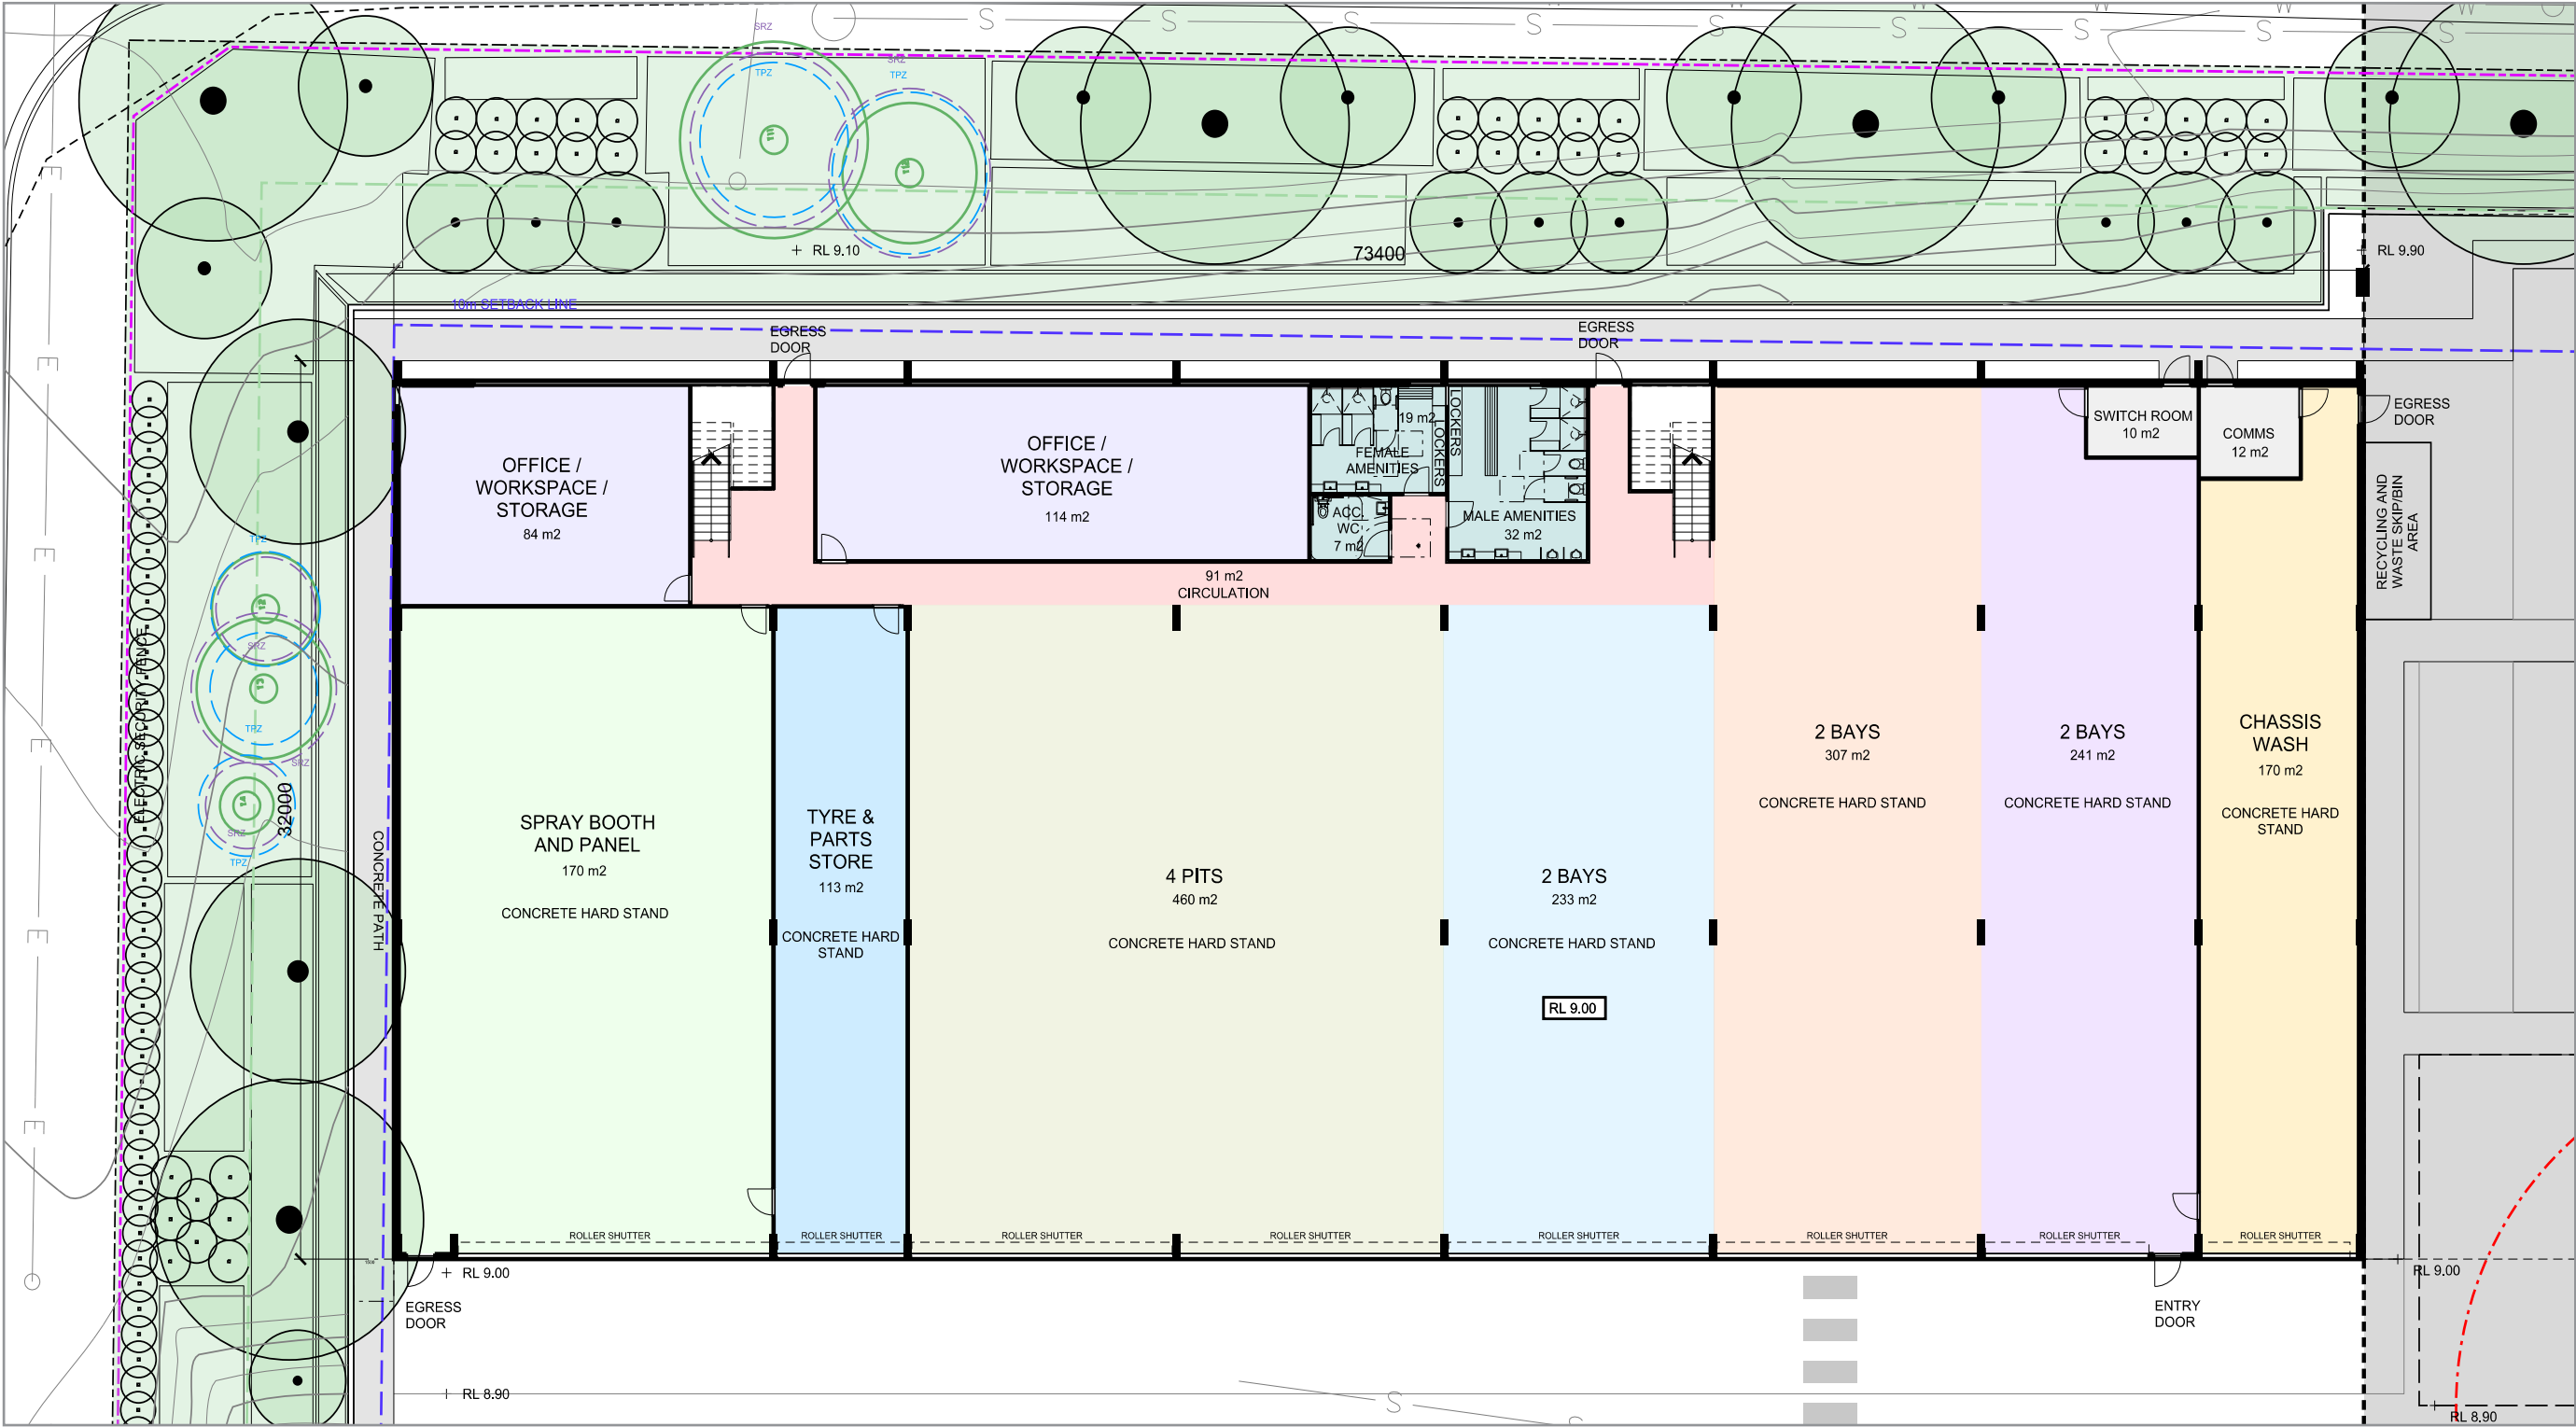 SRZ
TPZ
SRZ
TPZ
S S S S S S S S S
W W W W W W
RL 9.10
73400
RL 9.90
10m SETBACK LINE
EGRESS
DOOR
EGRESS
DOOR
EGRESS
DOOR
OFFICE /
WORKSPACE /
STORAGE
84 m2
OFFICE /
WORKSPACE /
STORAGE
114 m2
19 m2
LOCKERS
LOCKERS
FEMALE
AMENITIES
ACC.
WC
7 m2
MALE AMENITIES
32 m2
SWITCH ROOM
10 m2
COMMS
12 m2
RECYCLING AND
WASTE SKIP/BIN
AREA
91 m2
CIRCULATION
E E E E E E E
TPZ
SRZ
TPZ
SRZ
SRZ
TPZ
ELECTRIC SECURITY FENCE
32000
CONCRETE PATH
SPRAY BOOTH
AND PANEL
170 m2
CONCRETE HARD STAND
TYRE &
PARTS
STORE
113 m2
CONCRETE HARD
STAND
4 PITS
460 m2
CONCRETE HARD STAND
2 BAYS
233 m2
CONCRETE HARD STAND
RL 9.00
2 BAYS
307 m2
CONCRETE HARD STAND
2 BAYS
241 m2
CONCRETE HARD STAND
CHASSIS
WASH
170 m2
CONCRETE HARD
STAND
ROLLER SHUTTER
ROLLER SHUTTER
ROLLER SHUTTER
ROLLER SHUTTER
ROLLER SHUTTER
ROLLER SHUTTER
ROLLER SHUTTER
ROLLER SHUTTER
RL 9.00
RL 9.00
EGRESS
DOOR
ENTRY
DOOR
RL 8.90
S S
RL 8.90